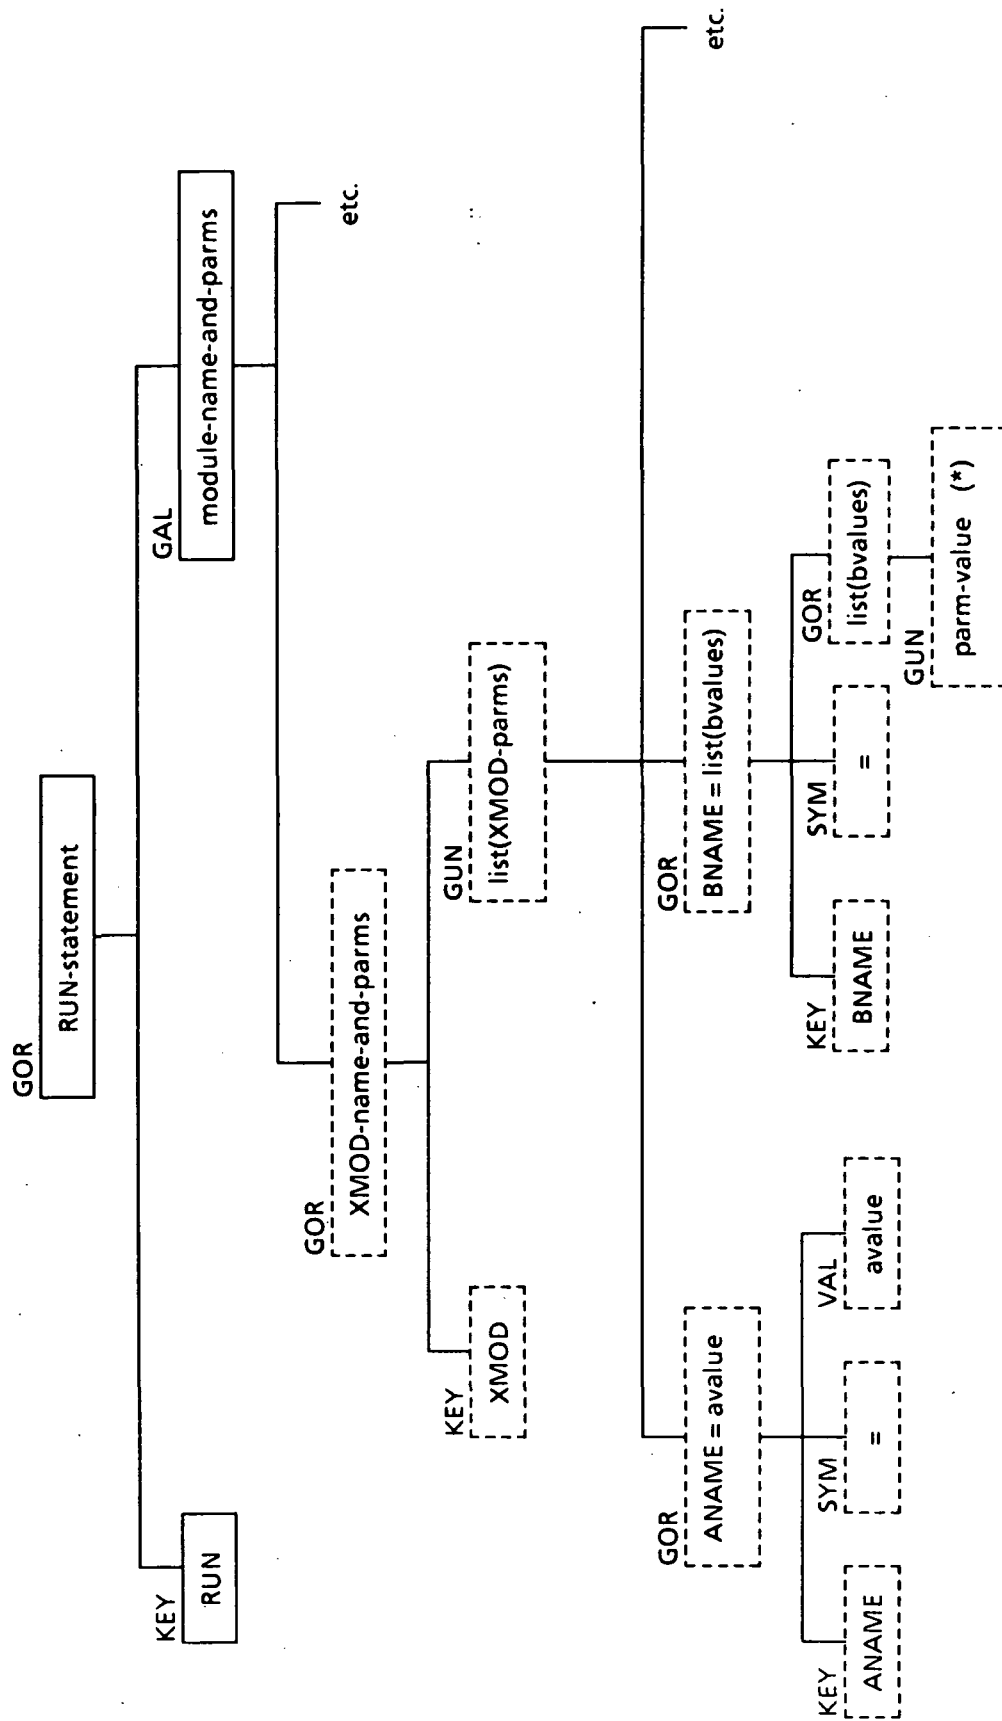 GOR
RUN-statement
KEY
RUN
GAL
module-name-and-parms
GOR
XMOD-name-and-parms
etc.
KEY
XMOD
GUN
list(XMOD-parms)
GOR
ANAME = avalue
GOR
BNAME = list(bvalues)
etc.
KEY
ANAME
SYM
=
VAL
avalue
KEY
BNAME
SYM
=
GOR
list(bvalues)
GUN
parm-value (*)